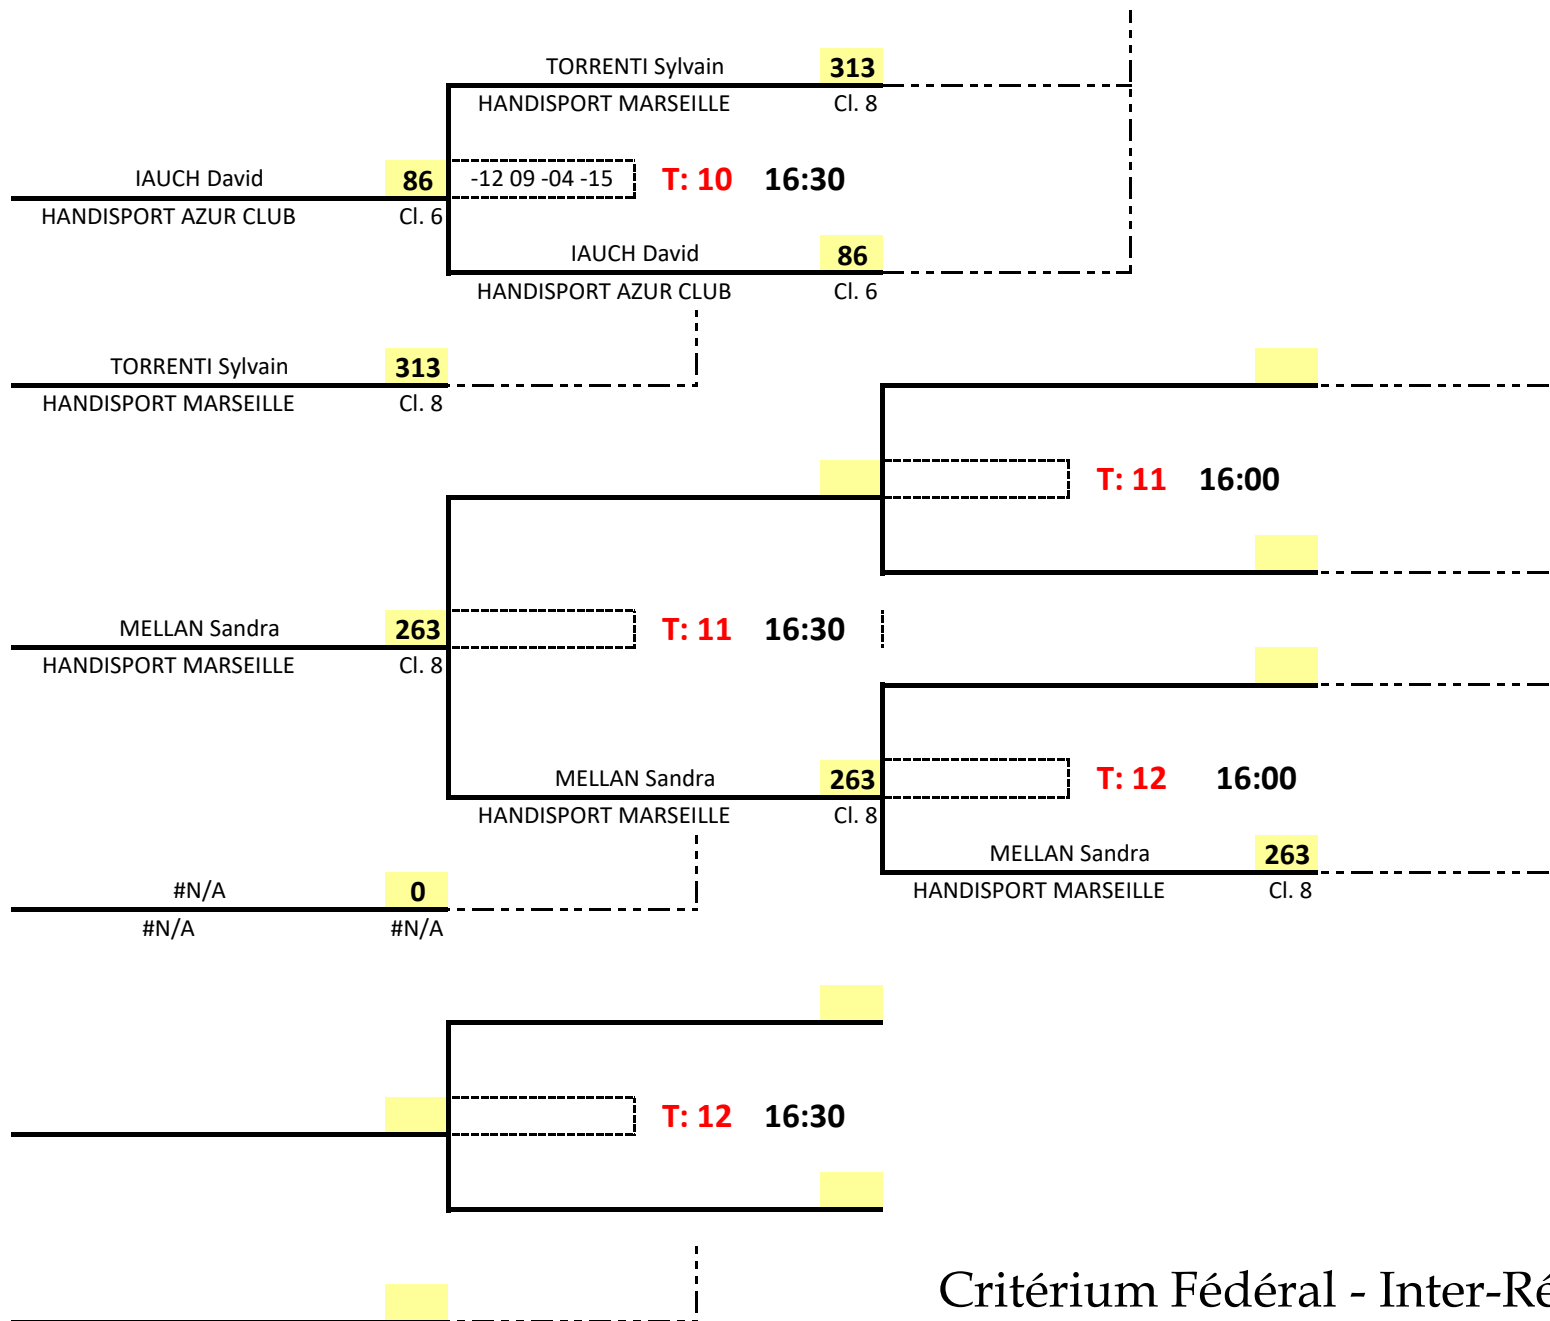 TORRENTI Sylvain 313
HANDISPORT MARSEILLE Cl. 8
IAUCH David 86 -12 09 -04 -15 T: 10 16:30
HANDISPORT AZUR CLUB Cl. 6
IAUCH David 86
HANDISPORT AZUR CLUB Cl. 6
TORRENTI Sylvain 313
HANDISPORT MARSEILLE Cl. 8
T: 11 16:00
MELLAN Sandra 263 T: 11 16:30
HANDISPORT MARSEILLE Cl. 8
MELLAN Sandra 263 T: 12 16:00
HANDISPORT MARSEILLE Cl. 8
MELLAN Sandra 263
HANDISPORT MARSEILLE Cl. 8
#N/A 0
#N/A #N/A
T: 12 16:30
Critérium Fédéral - Inter-Ré